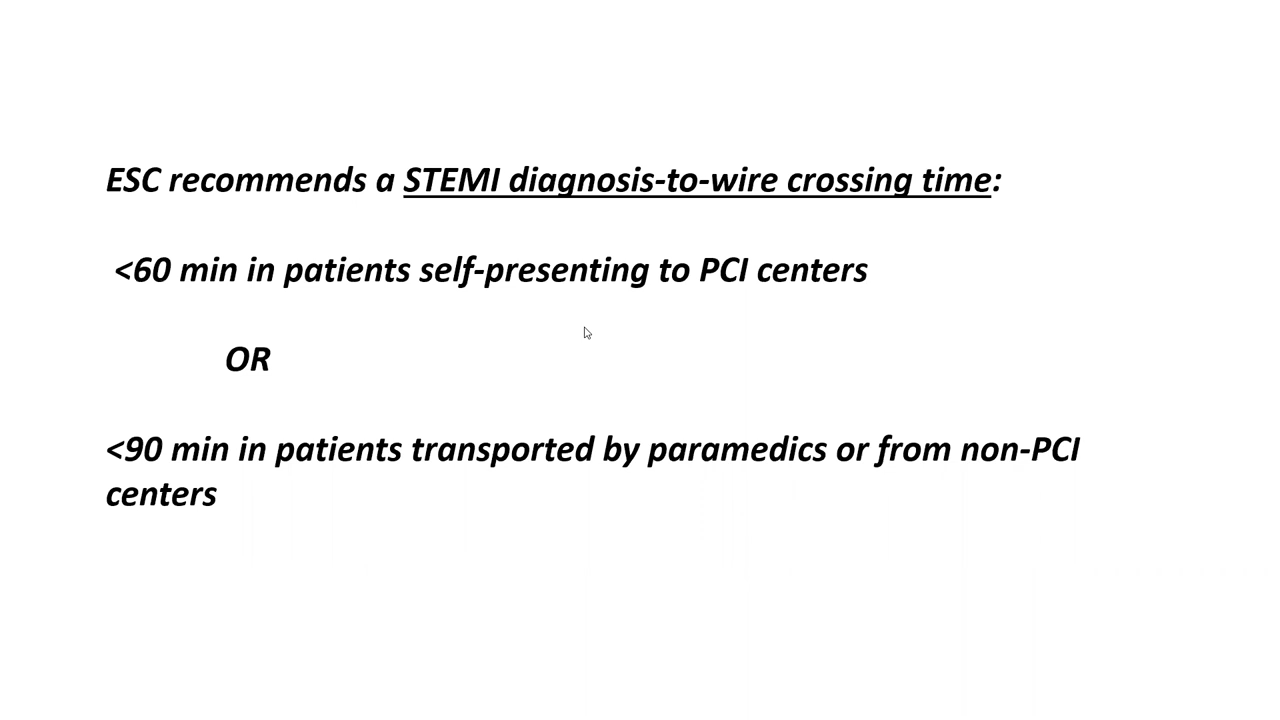 ESC recommends a STEMI diagnosis-to-wire crossing time:
<60 min in patients self-presenting to PCI centers
OR
<90 min in patients transported by paramedics or from non-PCI
centers